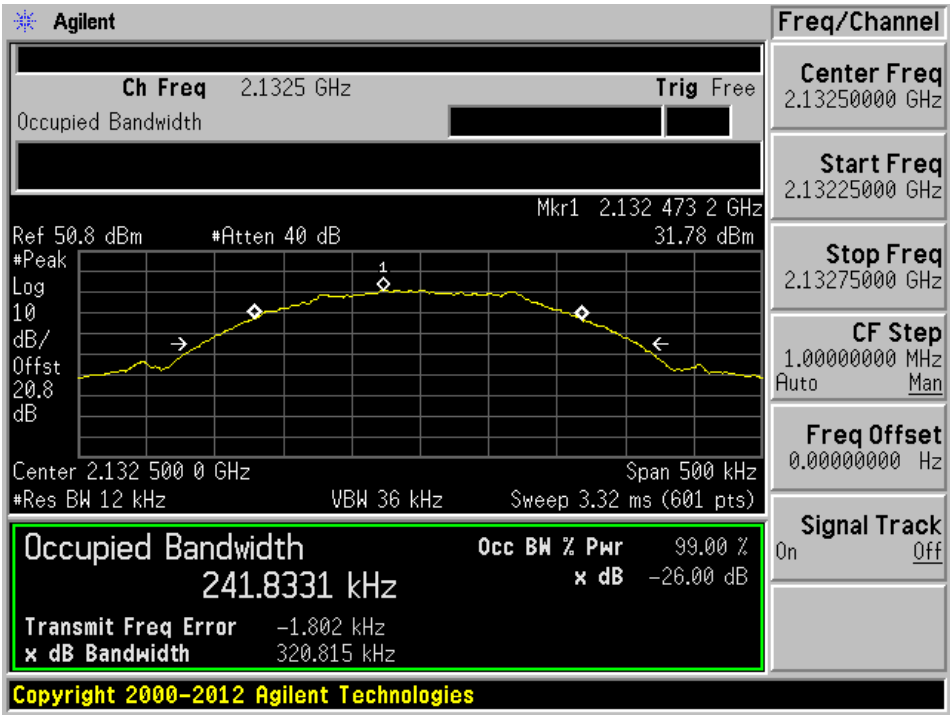 Agilent
Freq/Channel
Ch Freq 2.1325 GHz Trig Free
Occupied Bandwidth
Center Freq
2.13250000 GHz
Start Freq
2.13225000 GHz
Stop Freq
2.13275000 GHz
CF Step
1.00000000 MHz
Auto Man
Freq Offset
0.00000000 Hz
Signal Track
On Off
Mkr1 2.132 473 2 GHz
Ref 50.8 dBm #Atten 40 dB 31.78 dBm
#Peak
Log
10
dB/
Offst
20.8
dB
1
Center 2.132 500 0 GHz Span 500 kHz
#Res BW 12 kHz VBW 36 kHz Sweep 3.32 ms (601 pts)
Occupied Bandwidth Occ BW % Pwr 99.00 %
241.8331 kHz x dB -26.00 dB
Transmit Freq Error -1.802 kHz
x dB Bandwidth 320.815 kHz
Copyright 2000-2012 Agilent Technologies